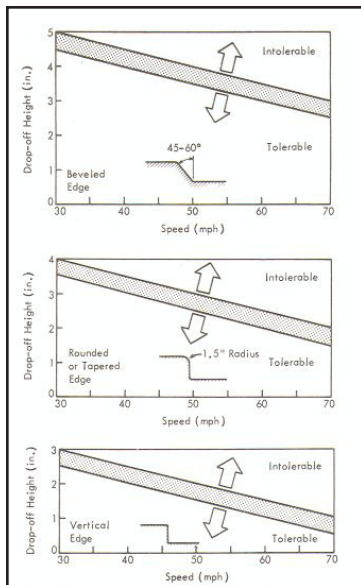 5
4
3
2
1
0
Drop-off Height (in.)
Intolerable
Tolerable
45-60°
Beveled
Edge
30
40
50
60
70
Speed (mph)
4
3
2
1
0
Drop-off Height (in.)
Intolerable
Tolerable
1,5" Radius
Rounded
or Tapered
Edge
30
40
50
60
70
Speed (mph)
3
2
1
0
Drop-off Height (in.)
Intolerable
Tolerable
Vertical
Edge
30
40
50
60
70
Speed (mph)